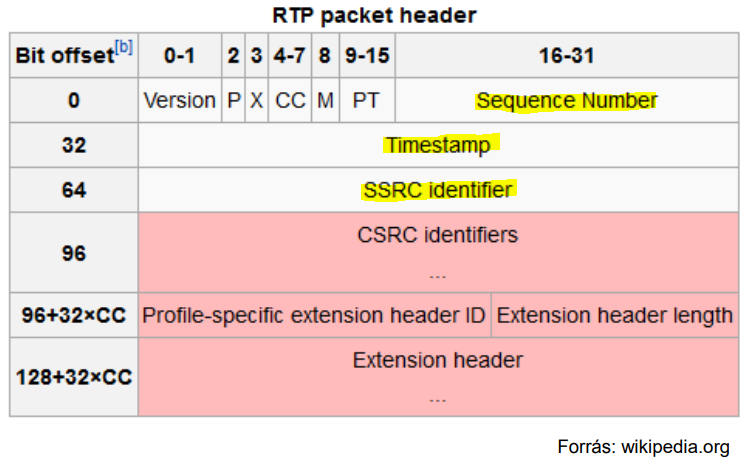 RTP packet header
Bit offset[b] 0-1 2 3 4-7 8 9-15 16-31
0 Version P X CC M PT Sequence Number
32 Timestamp
64 SSRC identifier
96 CSRC identifiers
...
96+32×CC Profile-specific extension header ID Extension header length
128+32×CC Extension header
...
Forrás: wikipedia.org